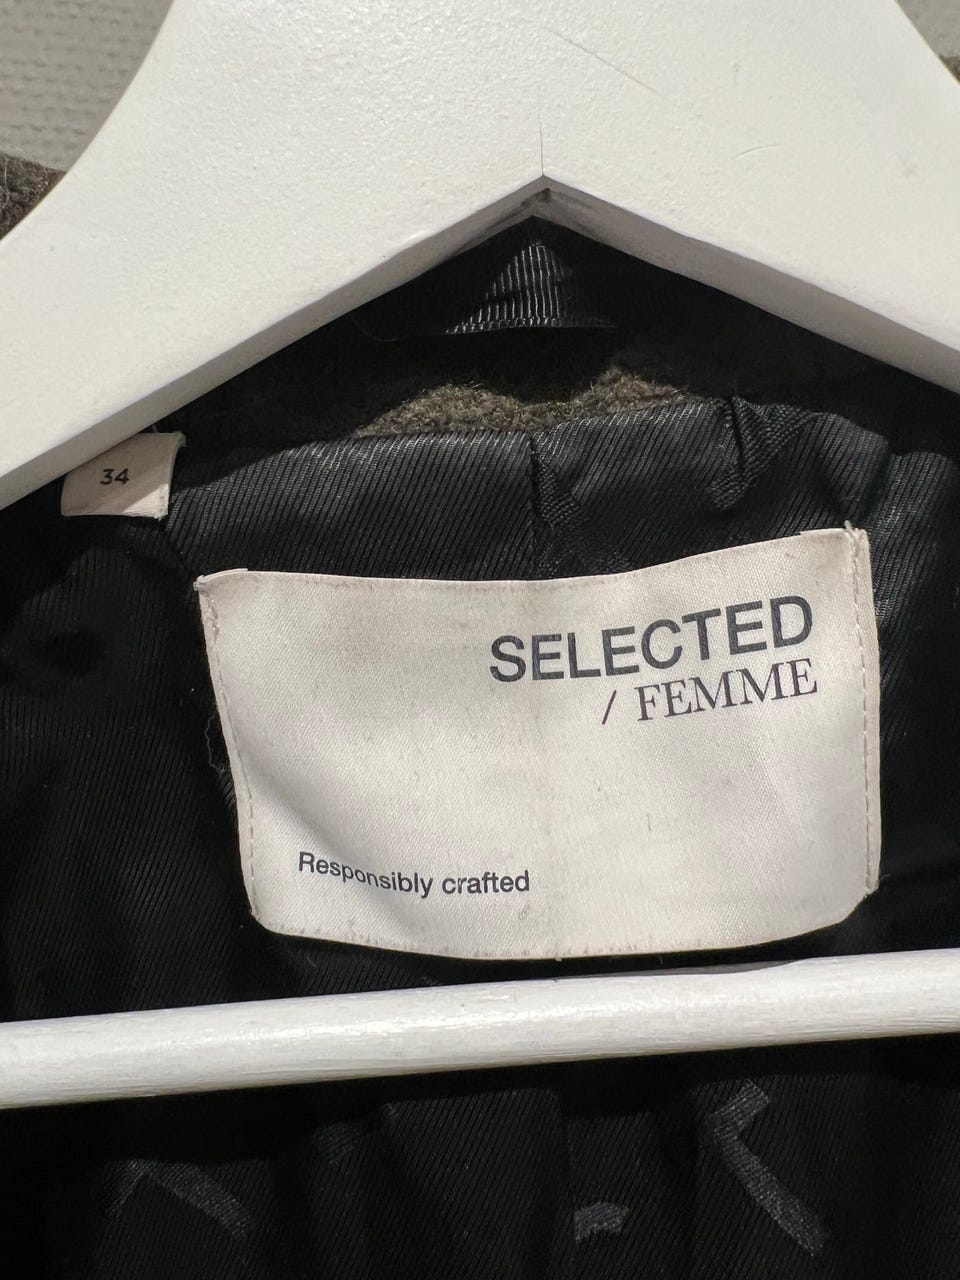 34
SELECTED
/ FEMME
Responsibly crafted